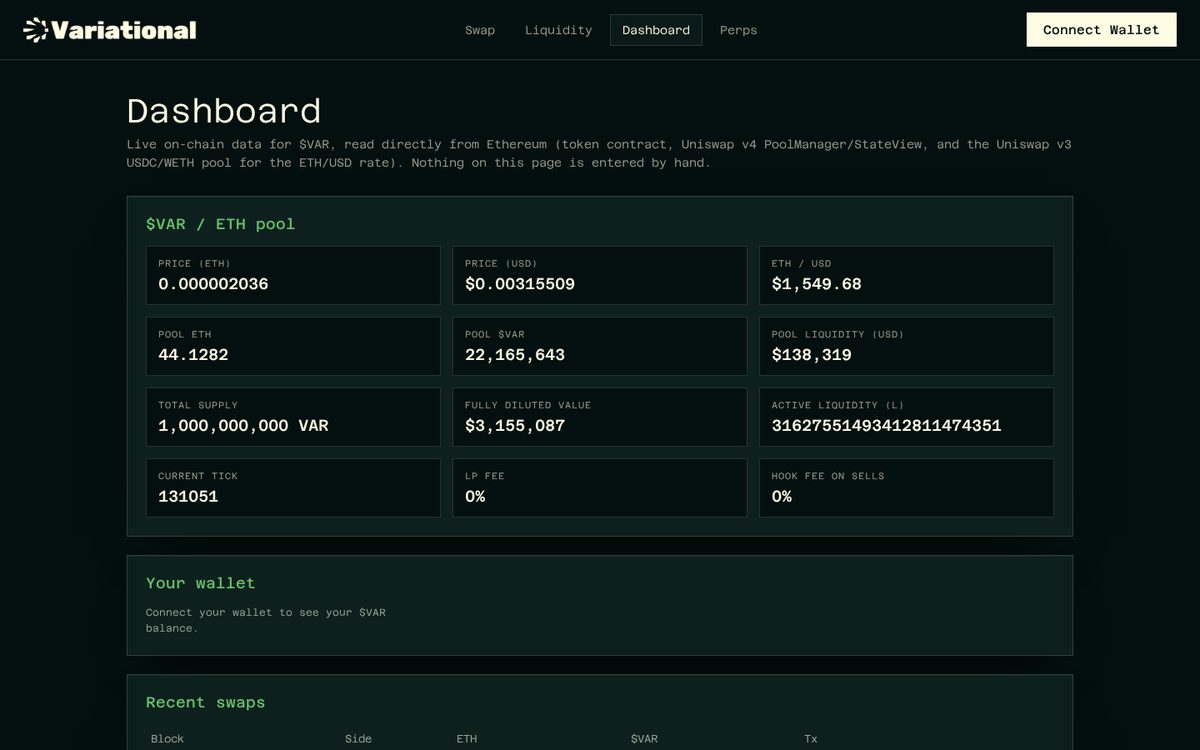 Variational
Swap
Liquidity
Dashboard
Perps
Connect Wallet
Dashboard
Live on-chain data for $VAR, read directly from Ethereum (token contract, Uniswap v4 PoolManager/StateView, and the Uniswap v3
USDC/WETH pool for the ETH/USD rate). Nothing on this page is entered by hand.
$VAR / ETH pool
PRICE (ETH)
0.000002036
PRICE (USD)
$0.00315509
ETH / USD
$1,549.68
POOL ETH
44.1282
POOL $VAR
22,165,643
POOL LIQUIDITY (USD)
$138,319
TOTAL SUPPLY
1,000,000,000 VAR
FULLY DILUTED VALUE
$3,155,087
ACTIVE LIQUIDITY (L)
31627551493412811474351
CURRENT TICK
131051
LP FEE
0%
HOOK FEE ON SELLS
0%
Your wallet
Connect your wallet to see your $VAR
balance.
Recent swaps
Block
Side
ETH
$VAR
Tx